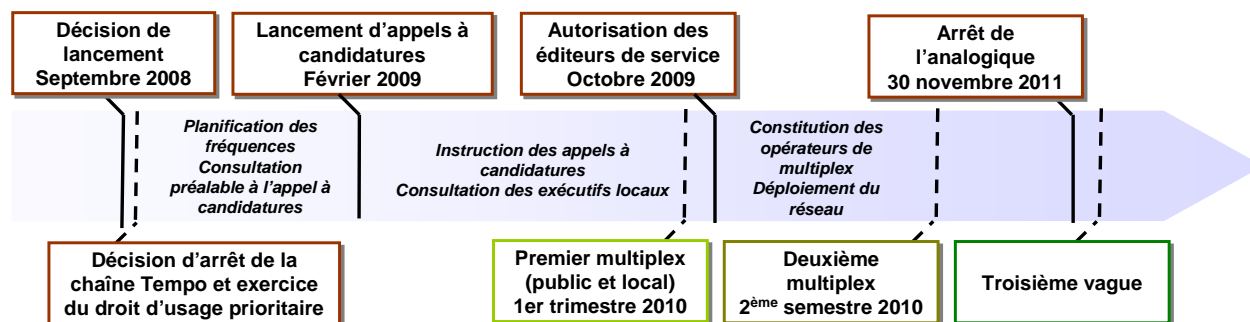 Décision de
lancement
Septembre 2008
Lancement d’appels à
candidatures
Février 2009
Autorisation des
éditeurs de service
Octobre 2009
Arrêt de
l’analogique
30 novembre 2011
Planification des
fréquences
Consultation
préalable à l’appel à
candidatures
Instruction des appels à
candidatures
Consultation des exécutifs locaux
Constitution des
opérateurs de
multiplex
Déploiement du
réseau
Décision d’arrêt de la
chaîne Tempo et exercice
du droit d’usage prioritaire
Premier multiplex
(public et local)
1er trimestre 2010
Deuxième
multiplex
2ème semestre 2010
Troisième vague